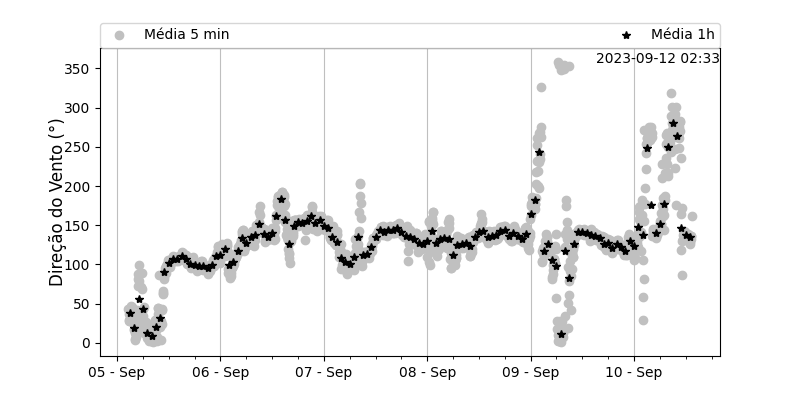 Média 5 min
Média 1h
2023-09-12 02:33
Direção do Vento (°)
350
300
250
200
150
100
50
0
05 - Sep
06 - Sep
07 - Sep
08 - Sep
09 - Sep
10 - Sep